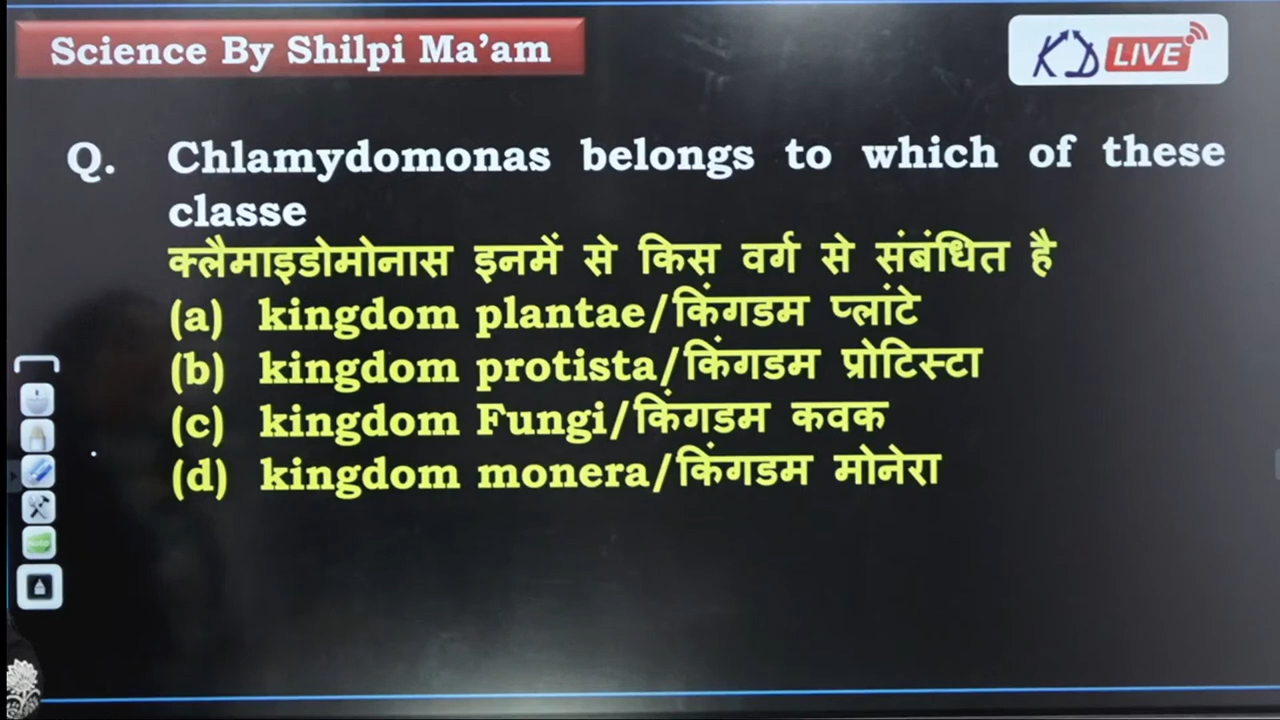 Science By Shilpi Ma’am
KD LIVE
Q. Chlamydomonas belongs to which of these
classe
क्लैमाइडोमोनास इनमें से किस वर्ग से संबंधित है
(a) kingdom plantae/किंगडम प्लांटे
(b) kingdom protista/किंगडम प्रोटिस्टा
(c) kingdom Fungi/किंगडम कवक
(d) kingdom monera/किंगडम मोनेरा